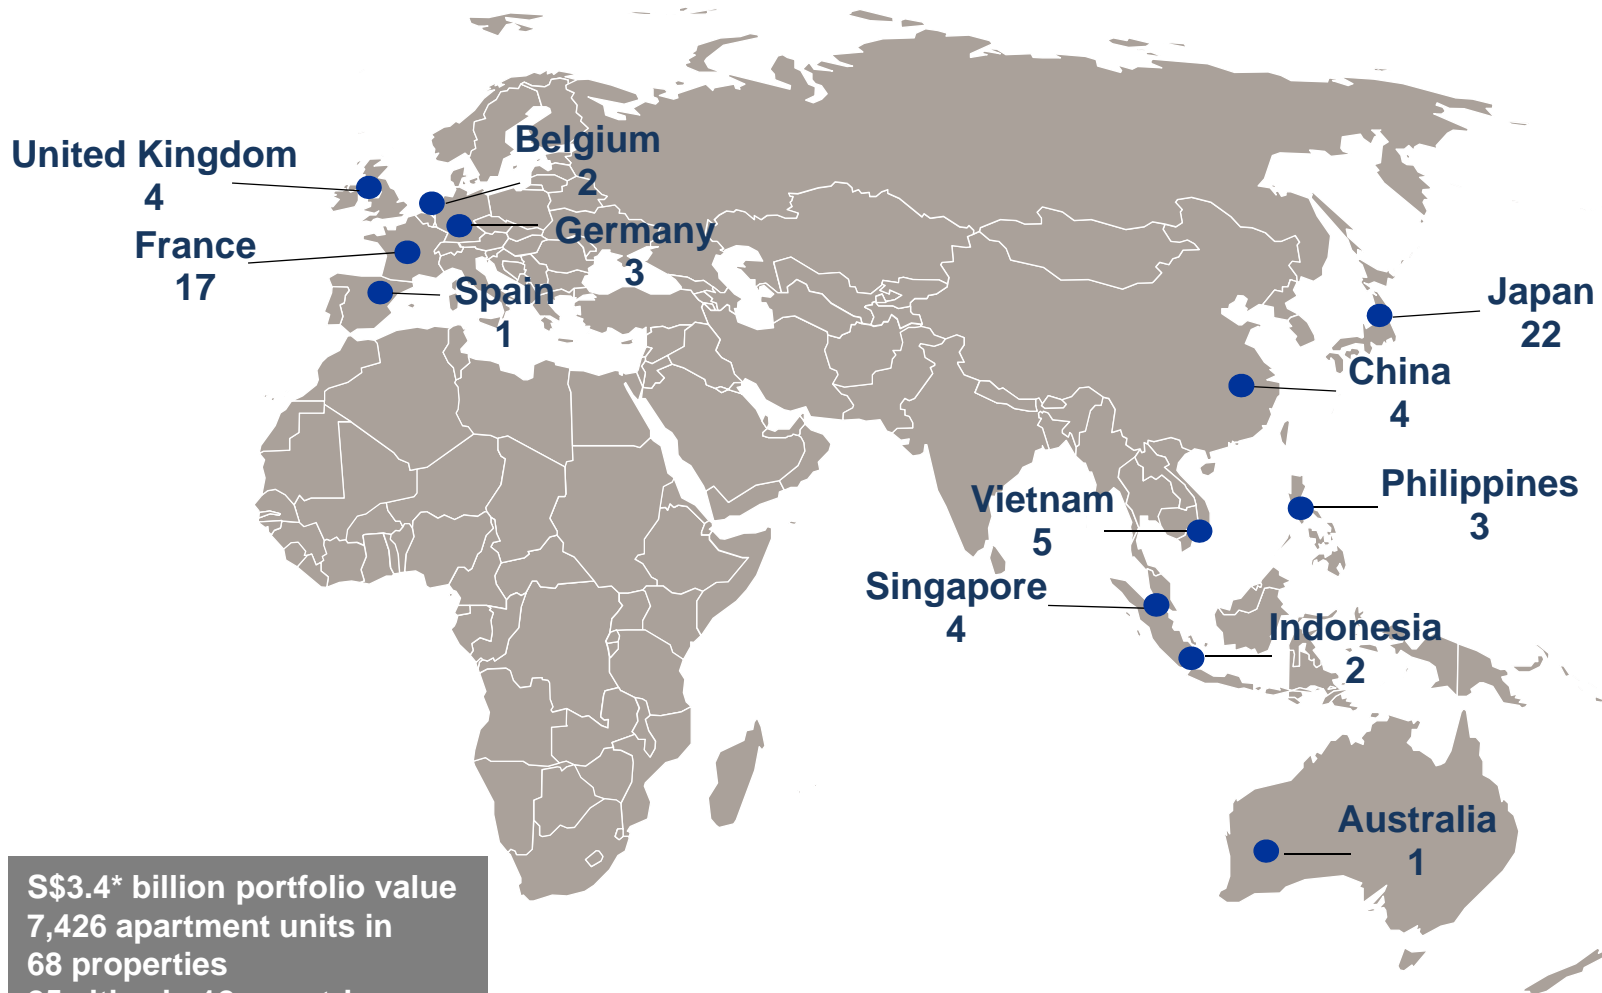 United Kingdom
4
Belgium
2
France
17
Germany
3
Spain
1
Japan
22
China
4
Philippines
3
Vietnam
5
Singapore
4
Indonesia
2
Australia
1
S$3.4* billion portfolio value
7,426 apartment units in
68 properties